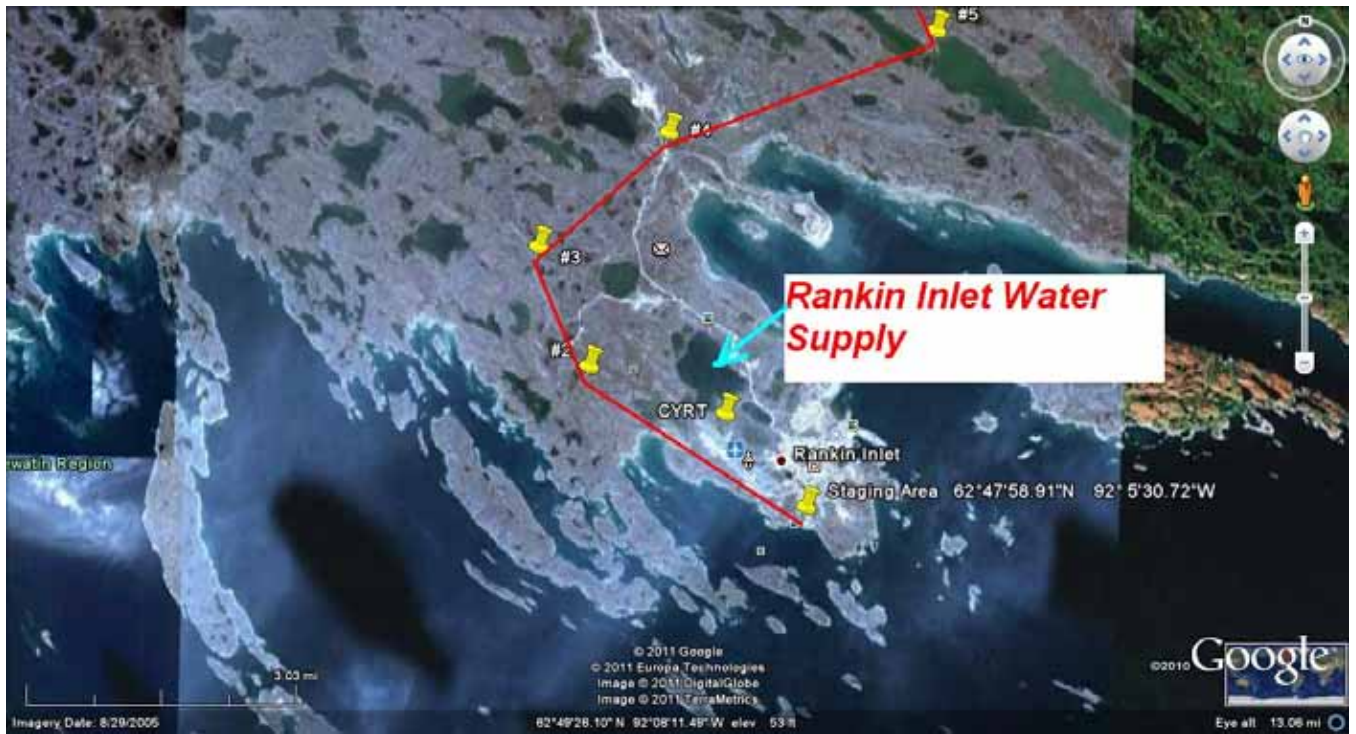 #5
N
#4
#3
Rankin Inlet Water
Supply
#2
CYRT
ewatin Region
Rankin Inlet
Staging Area 62°47'58.91"N 92° 5'30.72"W
© 2011 Google
© 2011 Europa Technologies
Image © 2011 DigitalGlobe
Image © 2011 TerraMetrics
©2010 Google
3.03 mi
Imagery Date: 8/29/2005
62°49'26.10" N 92°08'11.49" W elev 53 ft
Eye alt 13.06 mi